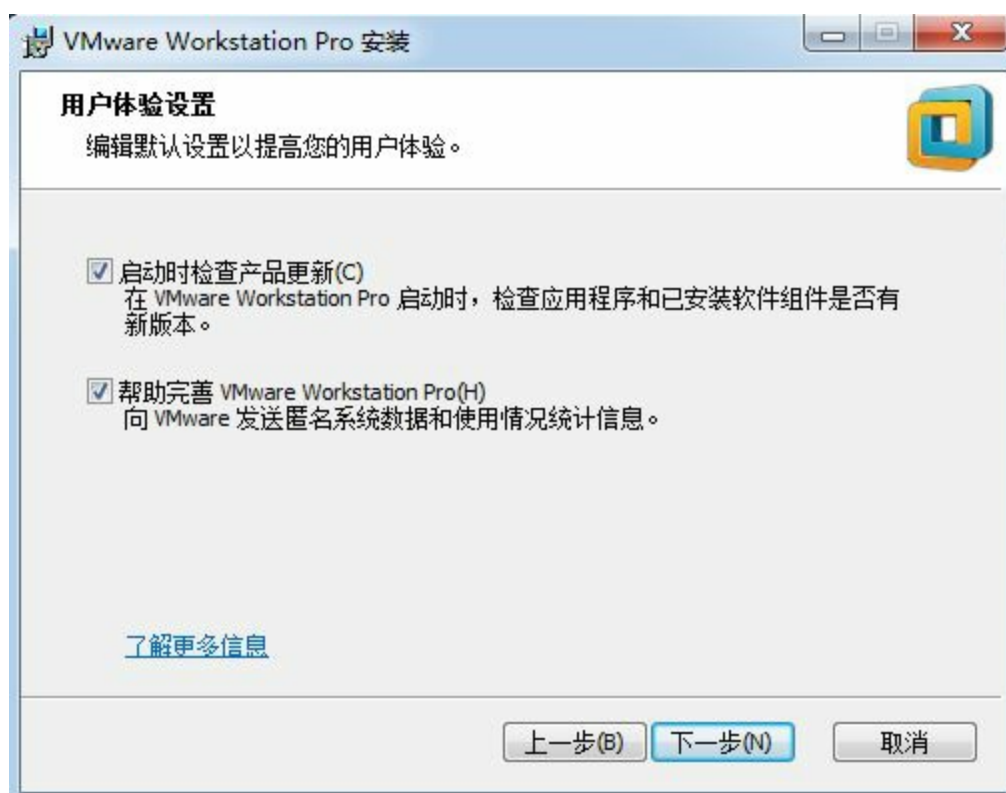 VMware Workstation Pro 安装
用户体验设置
编辑默认设置以提高您的用户体验。
启动时检查产品更新(C)
在 VMware Workstation Pro 启动时，检查应用程序和已安装软件组件是否有
新版本。
帮助完善 VMware Workstation Pro(H)
向 VMware 发送匿名系统数据和使用情况统计信息。
了解更多信息
上一步(B) 下一步(N) 取消